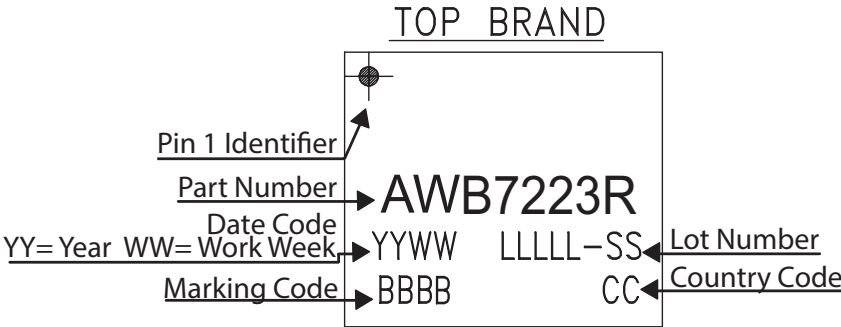 TOP BRAND
Pin 1 Identifier
Part Number
AWB7223R
Date Code
YY= Year WW= Work Week
YYWW LLLLL-SS
Lot Number
Marking Code
BBBB CC
Country Code